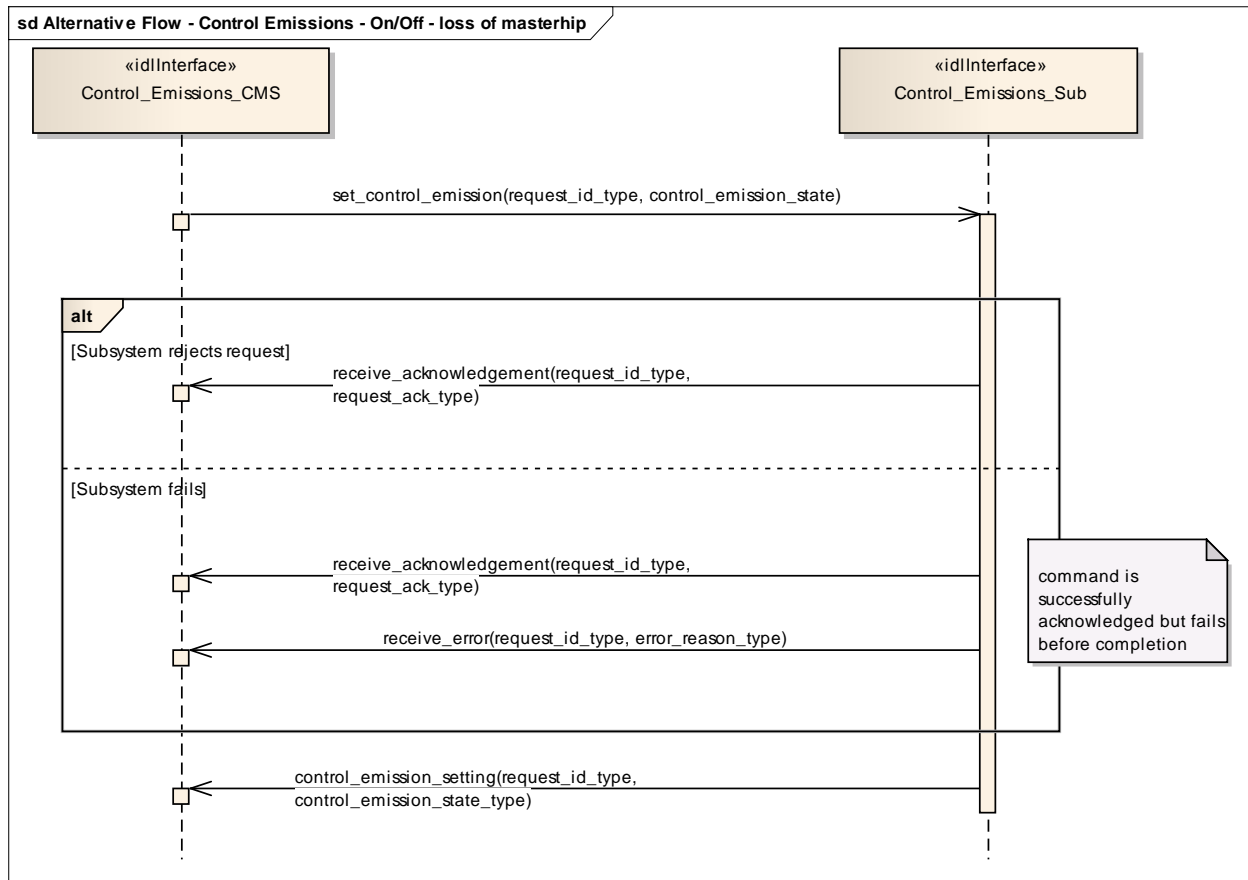 sd Alternative Flow - Control Emissions - On/Off - loss of masterhip
«idlInterface»
Control_Emissions_CMS
«idlInterface»
Control_Emissions_Sub
set_control_emission(request_id_type, control_emission_state)
alt
[Subsystem rejects request]
receive_acknowledgement(request_id_type,
request_ack_type)
[Subsystem fails]
receive_acknowledgement(request_id_type,
request_ack_type)
command is
successfully
acknowledged but fails
before completion
receive_error(request_id_type, error_reason_type)
control_emission_setting(request_id_type,
control_emission_state_type)